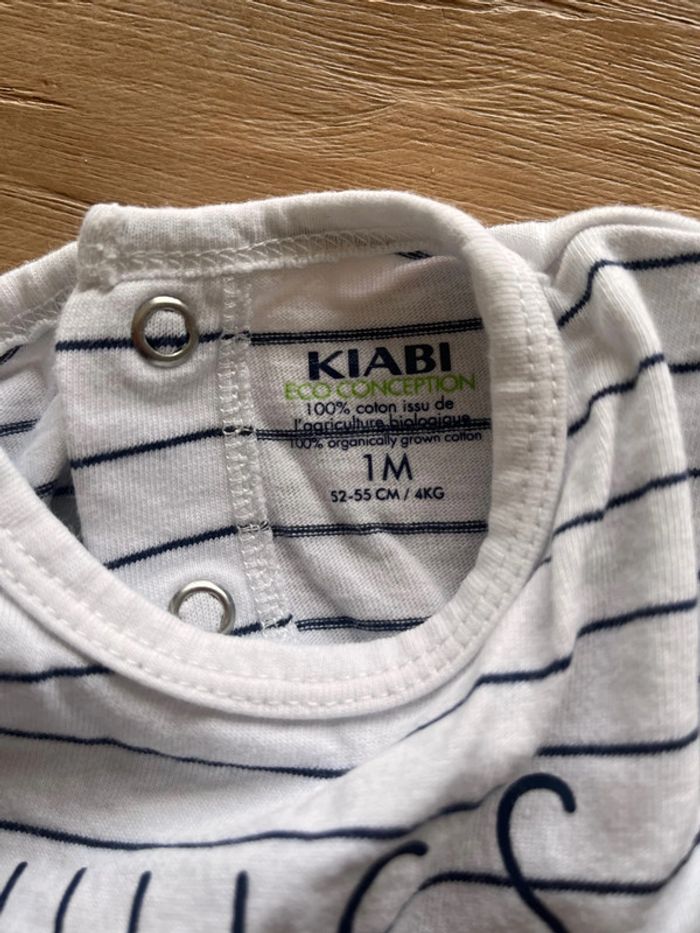 KIABI
ECO CONCEPTION
100% coton issu de
l'agriculture biologique
100% organically grown cotton
1M
52-55 CM / 4KG